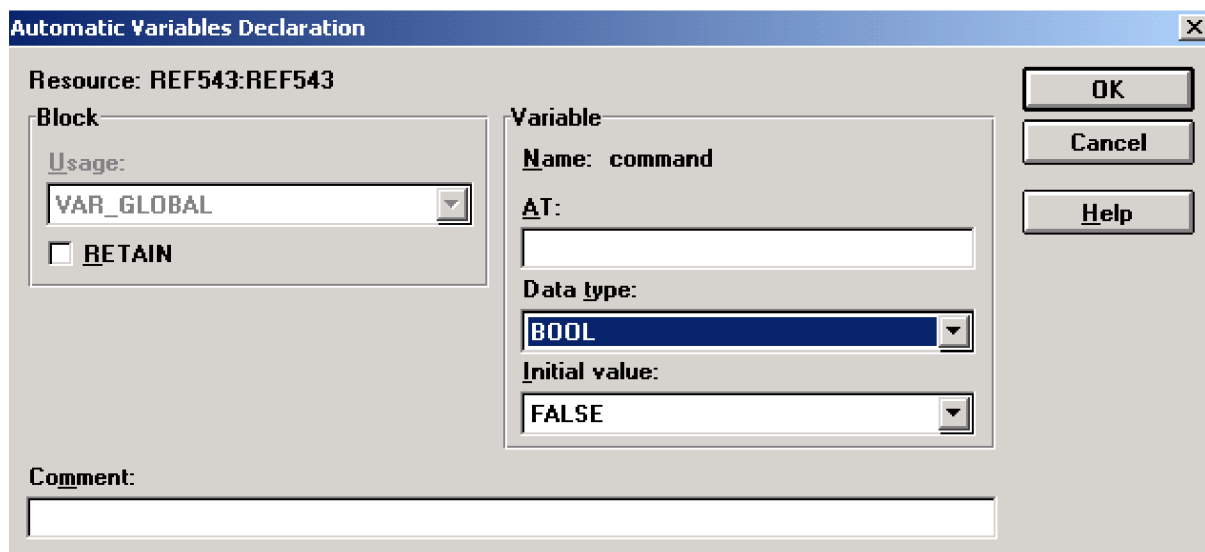 Automatic Variables Declaration
Resource: REF543:REF543
Block
Usage:
VAR_GLOBAL
RETAIN
Variable
Name: command
AT:
Data type:
BOOL
Initial value:
FALSE
OK
Cancel
Help
Comment: